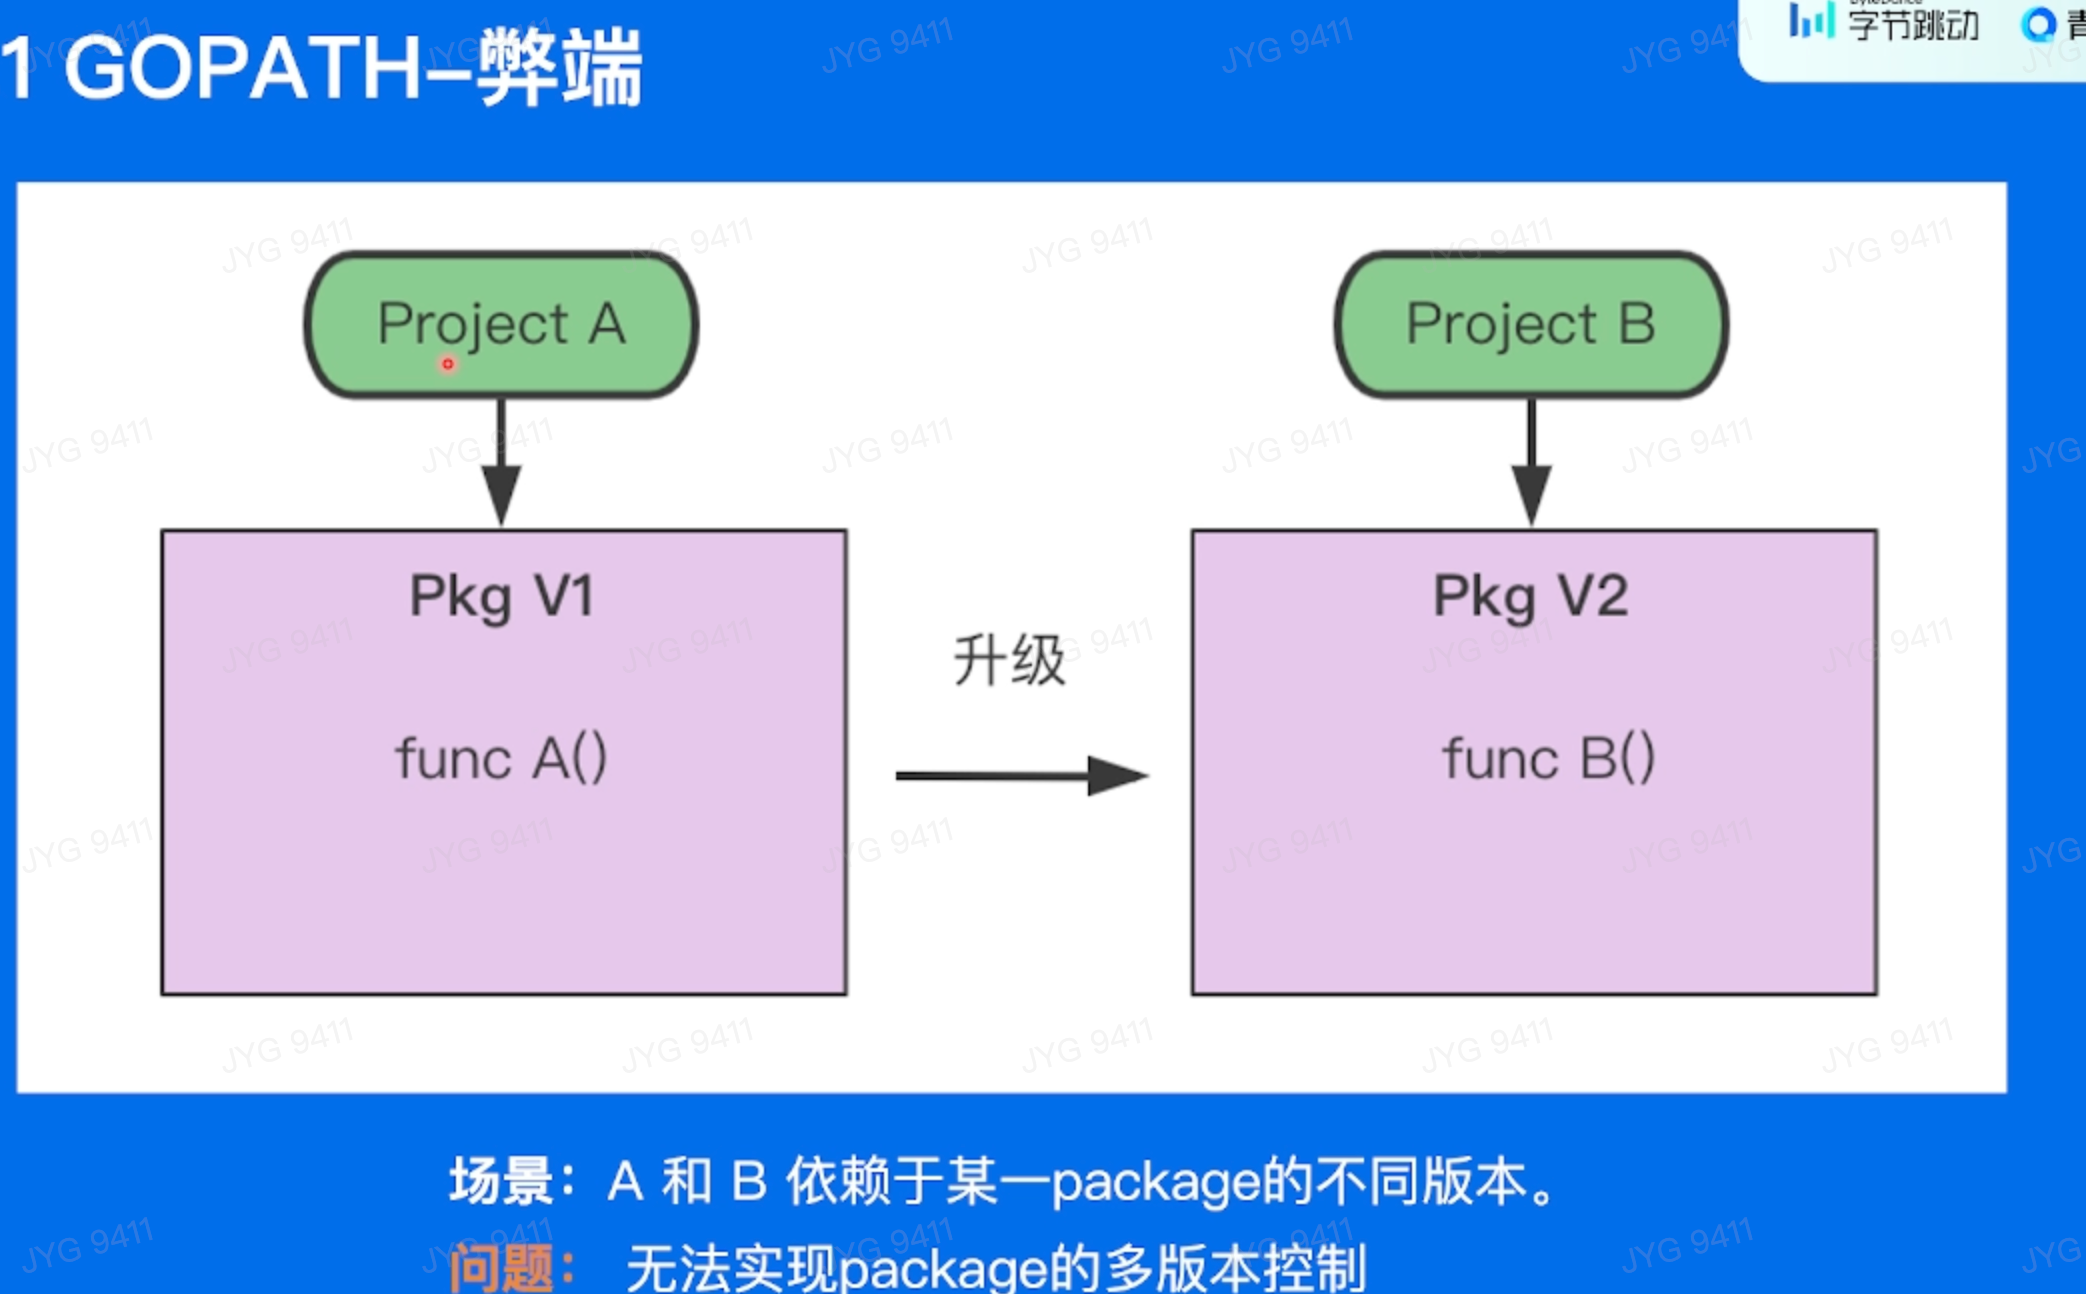 1 GOPATH–弊端
字节跳动
Project A
Project B
Pkg V1
Pkg V2
升级
func A()
func B()
场景：A 和 B 依赖于某一package的不同版本。
问题： 无法实现package的多版本控制
JYG 9411